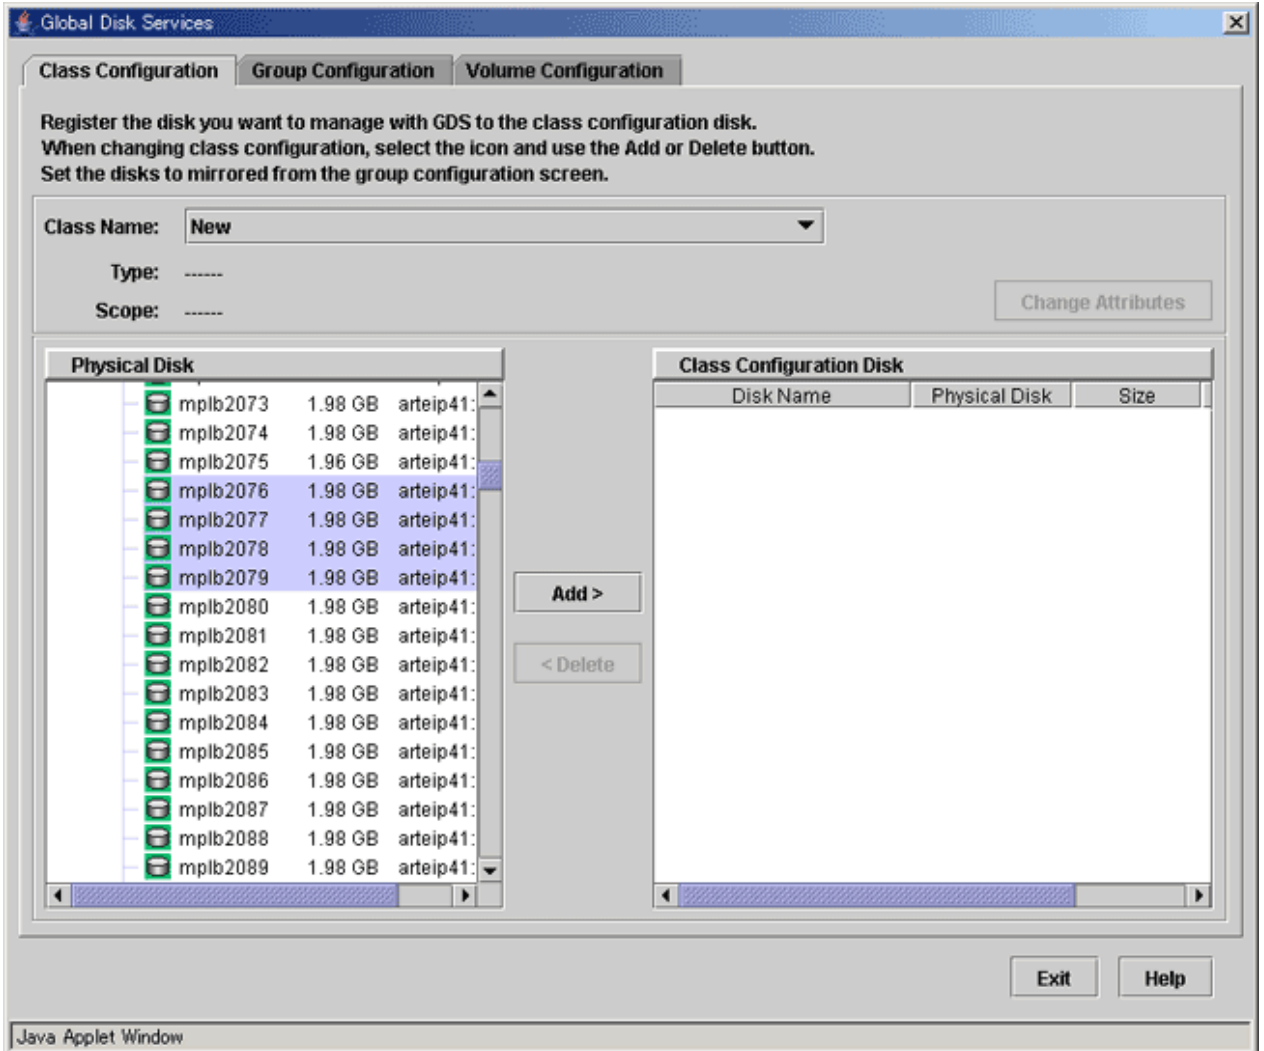 Global Disk Services
Class Configuration Group Configuration Volume Configuration
Register the disk you want to manage with GDS to the class configuration disk.
When changing class configuration, select the icon and use the Add or Delete button.
Set the disks to mirrored from the group configuration screen.
Class Name: New
Type: ------
Scope: ------
Change Attributes
Physical Disk
mplb2073 1.98 GB arteip41:
mplb2074 1.98 GB arteip41:
mplb2075 1.96 GB arteip41:
mplb2076 1.98 GB arteip41:
mplb2077 1.98 GB arteip41:
mplb2078 1.98 GB arteip41:
mplb2079 1.98 GB arteip41:
mplb2080 1.98 GB arteip41:
mplb2081 1.98 GB arteip41:
mplb2082 1.98 GB arteip41:
mplb2083 1.98 GB arteip41:
mplb2084 1.98 GB arteip41:
mplb2085 1.98 GB arteip41:
mplb2086 1.98 GB arteip41:
mplb2087 1.98 GB arteip41:
mplb2088 1.98 GB arteip41:
mplb2089 1.98 GB arteip41:
Add >
< Delete
Class Configuration Disk
Disk Name Physical Disk Size
Exit Help
Java Applet Window